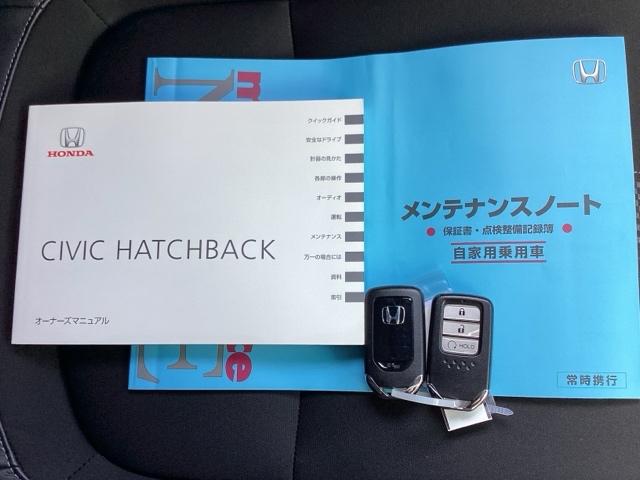 HONDA
CIVIC HATCHBACK
オーナーズマニュアル
クイックガイド
安全なドライブ
計器の見かた
各部の操作
オーディオ
運転
メンテナンス
万一の場合には
資料
索引
メンテナンスノート
保証書・点検整備記録簿
自家用乗用車
常時携行
HOLD